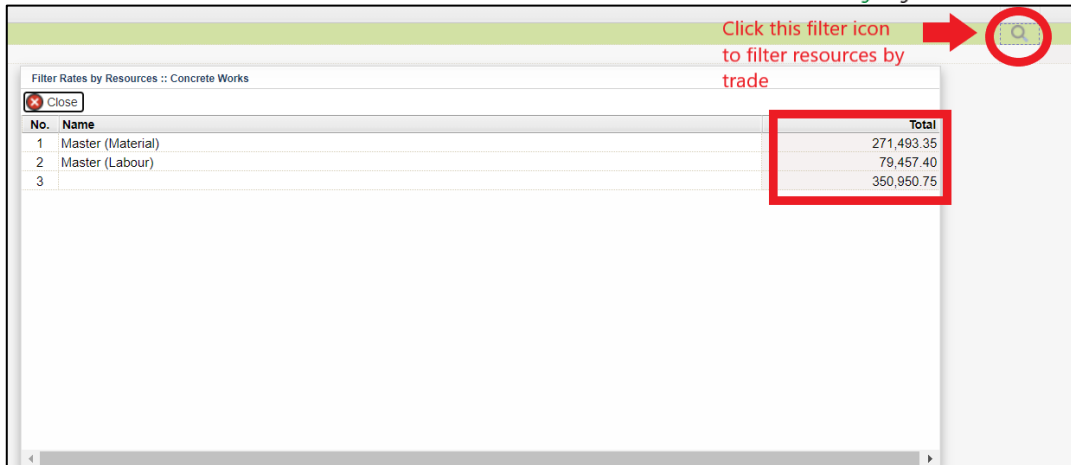 Click this filter icon
to filter resources by
trade
Filter Rates by Resources :: Concrete Works
Close
No. Name Total
1 Master (Material) 271,493.35
2 Master (Labour) 79,457.40
3 350,950.75